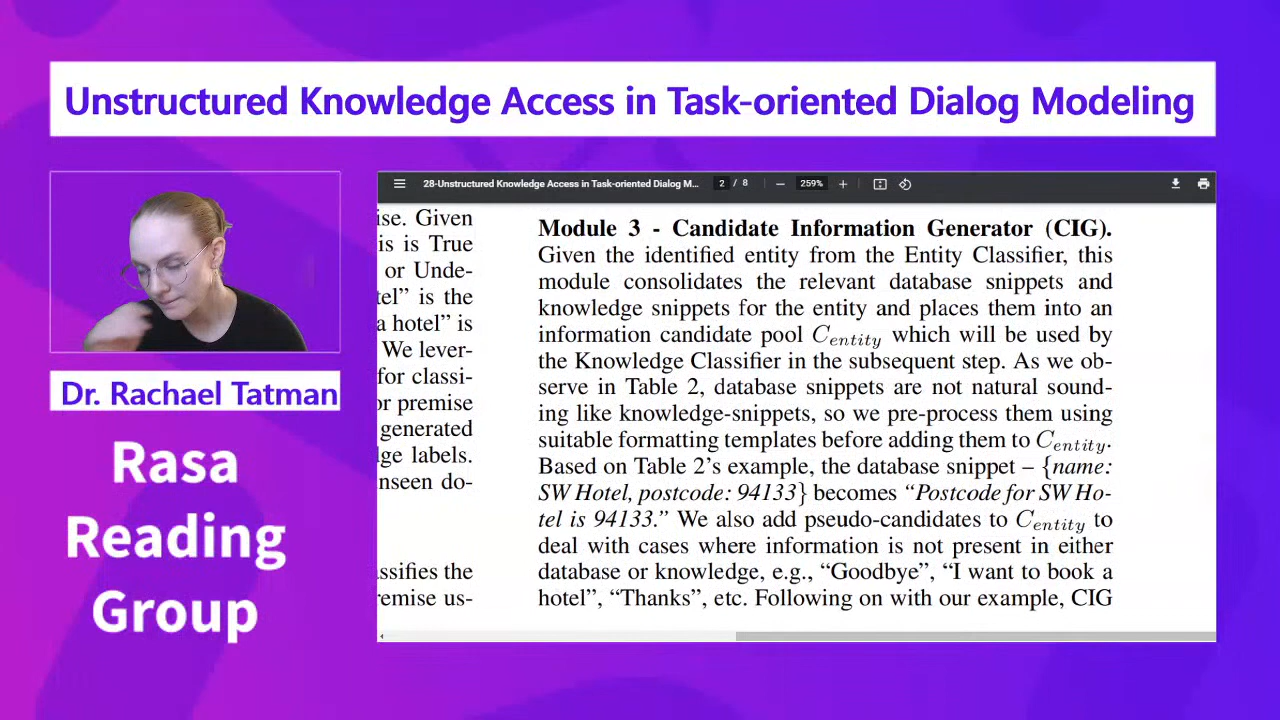 Unstructured Knowledge Access in Task-oriented Dialog Modeling
Dr. Rachael Tatman
Rasa
Reading
Group
28-Unstructured Knowledge Access in Task-oriented Dialog M...
2 / 8
259%
ise. Given
is is True
or Unde-
tel” is the
a hotel” is
We lever-
for classi-
or premise
generated
lge labels.
nseen do-
ssifies the
remise us-
Module 3 - Candidate Information Generator (CIG).
Given the identified entity from the Entity Classifier, this
module consolidates the relevant database snippets and
knowledge snippets for the entity and places them into an
information candidate pool C_entity which will be used by
the Knowledge Classifier in the subsequent step. As we ob-
serve in Table 2, database snippets are not natural sound-
ing like knowledge-snippets, so we pre-process them using
suitable formatting templates before adding them to C_entity.
Based on Table 2’s example, the database snippet – {name:
SW Hotel, postcode: 94133} becomes “Postcode for SW Ho-
tel is 94133.” We also add pseudo-candidates to C_entity to
deal with cases where information is not present in either
database or knowledge, e.g., “Goodbye”, “I want to book a
hotel”, “Thanks”, etc. Following on with our example, CIG